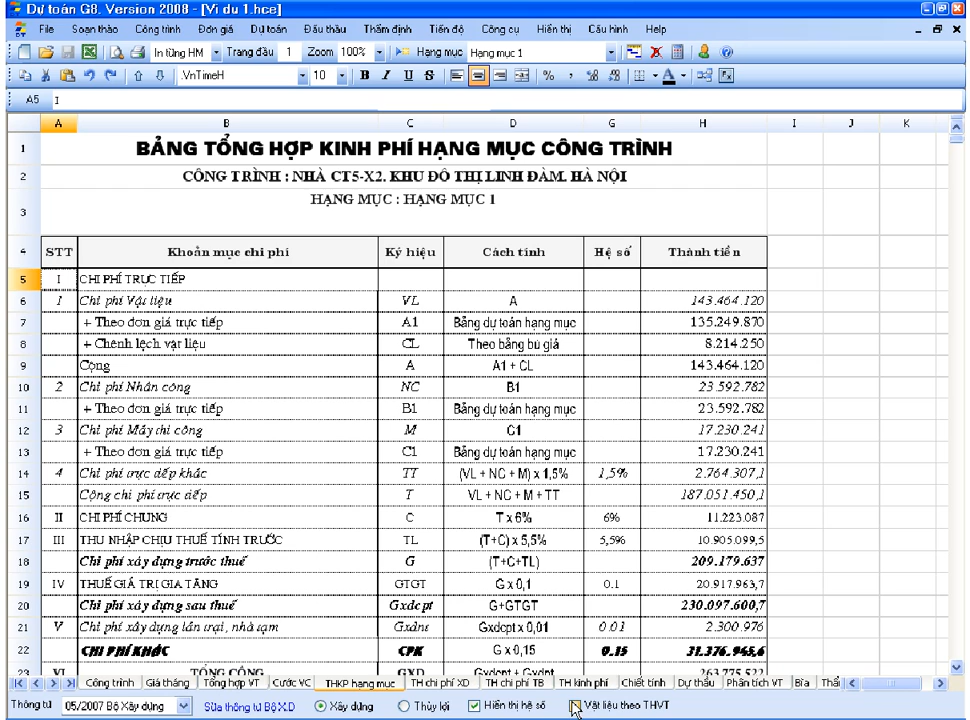 Dự toán G8. Version 2008 - [Vi du 1.hce]
File Soạn thảo Công trình Đơn giá Dự toán Đấu thầu Thẩm định Tiến độ Công cụ Hiển thị Cấu hình Help
In từng HM Trang đầu 1 Zoom 100% Hạng mục Hạng mục 1
.VnTimeH 10 B I U S % ,
A5 I
A B C D G H I J K
1 BẢNG TỔNG HỢP KINH PHÍ HẠNG MỤC CÔNG TRÌNH
2 CÔNG TRÌNH : NHÀ CT5-X2. KHU ĐÔ THỊ LINH ĐÀM. HÀ NỘI
3 HẠNG MỤC : HẠNG MỤC 1
4 STT Khoản mục chi phí Ký hiệu Cách tính Hệ số Thành tiền
5 I CHI PHÍ TRỰC TIẾP
6 1 Chi phí Vật liệu VL A 143.464.120
7 + Theo đơn giá trực tiếp A1 Bảng dự toán hạng mục 135.249.870
8 + Chênh lệch vật liệu CL Theo bảng bù giá 8.214.250
9 Cộng A A1 + CL 143.464.120
10 2 Chi phí Nhân công NC B1 23.592.782
11 + Theo đơn giá trực tiếp B1 Bảng dự toán hạng mục 23.592.782
12 3 Chi phí Máy thi công M C1 17.230.241
13 + Theo đơn giá trực tiếp C1 Bảng dự toán hạng mục 17.230.241
14 4 Chi phí trực tiếp khác TT (VL + NC + M) x 1,5% 1,5% 2.764.307,1
15 Cộng chi phí trực tiếp T VL + NC + M + TT 187.051.450,1
16 II CHI PHÍ CHUNG C T x 6% 6% 11.223.087
17 III THU NHẬP CHỊU THUẾ TÍNH TRƯỚC TL (T+C) x 5,5% 5,5% 10.905.099,5
18 Chi phí xây dựng trước thuế G (T+C+TL) 209.179.637
19 IV THUẾ GIÁ TRỊ GIA TĂNG GTGT G x 0,1 0.1 20.917.963,7
20 Chi phí xây dựng sau thuế Gxdcpt G+GTGT 230.097.600,7
21 V Chi phí xây dựng lán trại, nhà tạm Gxdnt Gxdcpt x 0,01 0.01 2.300.976
22 CHI PHÍ KHÁC CPK G x 0,15 0.15 31.376.945,6
23 VI TỔNG CỘNG GXD Gxdcpt + Gxdnt 263.775.522
Công trình Giá tháng Tổng hợp VT Cước VC THKP hạng mục TH chi phí XD TH chi phí TB TH kinh phí Chiết tính Dự thầu Phân tích VT Bìa Thẩ
Thông tư 05/2007 Bộ Xây dựng Sửa thông tư Bộ X.D Xây dựng Thủy lợi Hiển thị hệ số Vật liệu theo THVT